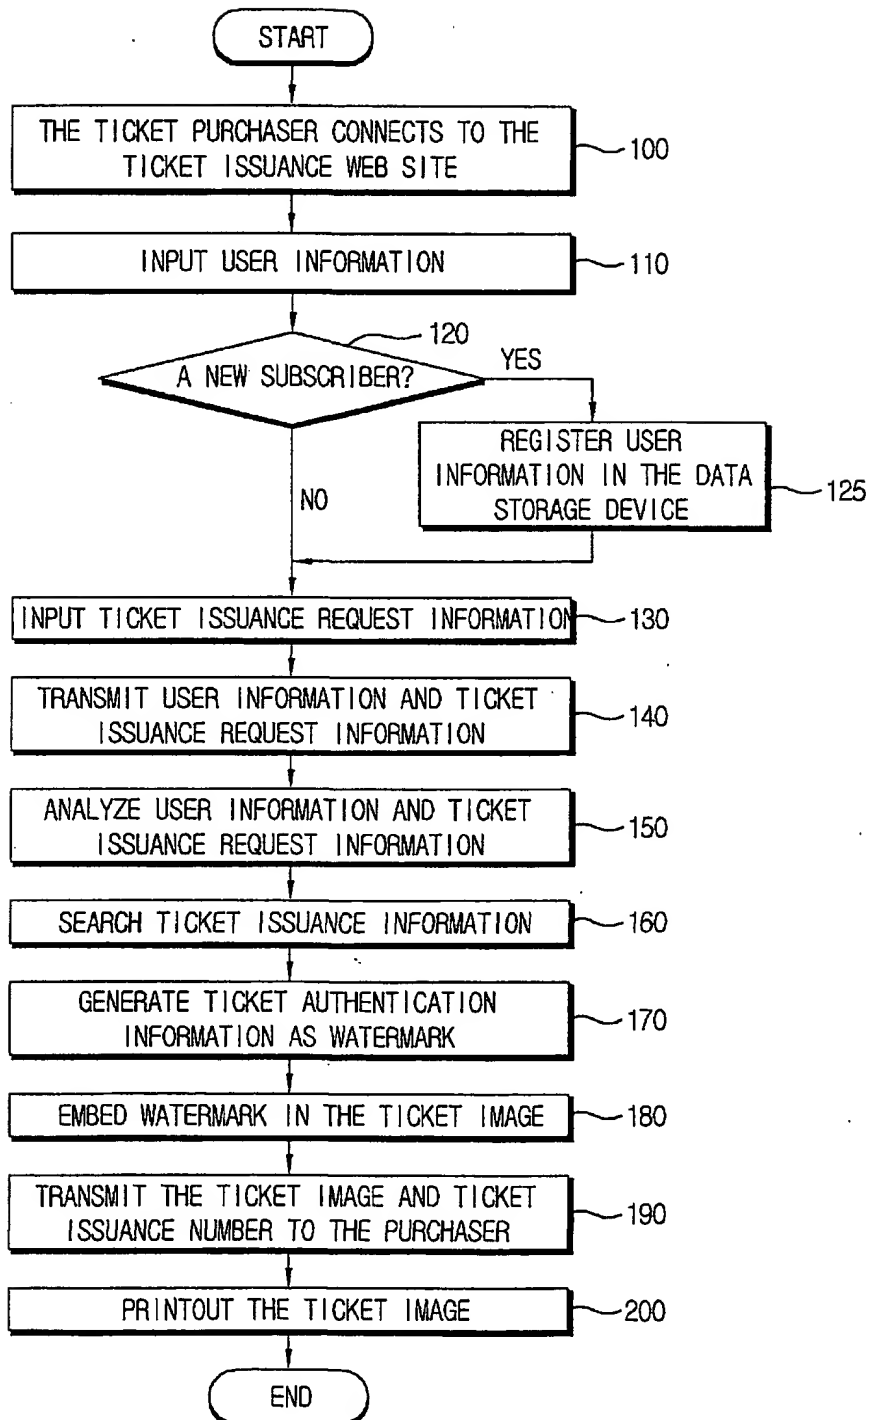 START
THE TICKET PURCHASER CONNECTS TO THE
TICKET ISSUANCE WEB SITE
100
INPUT USER INFORMATION
110
120
A NEW SUBSCRIBER?
YES
REGISTER USER
INFORMATION IN THE DATA
STORAGE DEVICE
125
NO
INPUT TICKET ISSUANCE REQUEST INFORMATION
130
TRANSMIT USER INFORMATION AND TICKET
ISSUANCE REQUEST INFORMATION
140
ANALYZE USER INFORMATION AND TICKET
ISSUANCE REQUEST INFORMATION
150
SEARCH TICKET ISSUANCE INFORMATION
160
GENERATE TICKET AUTHENTICATION
INFORMATION AS WATERMARK
170
EMBED WATERMARK IN THE TICKET IMAGE
180
TRANSMIT THE TICKET IMAGE AND TICKET
ISSUANCE NUMBER TO THE PURCHASER
190
PRINTOUT THE TICKET IMAGE
200
END